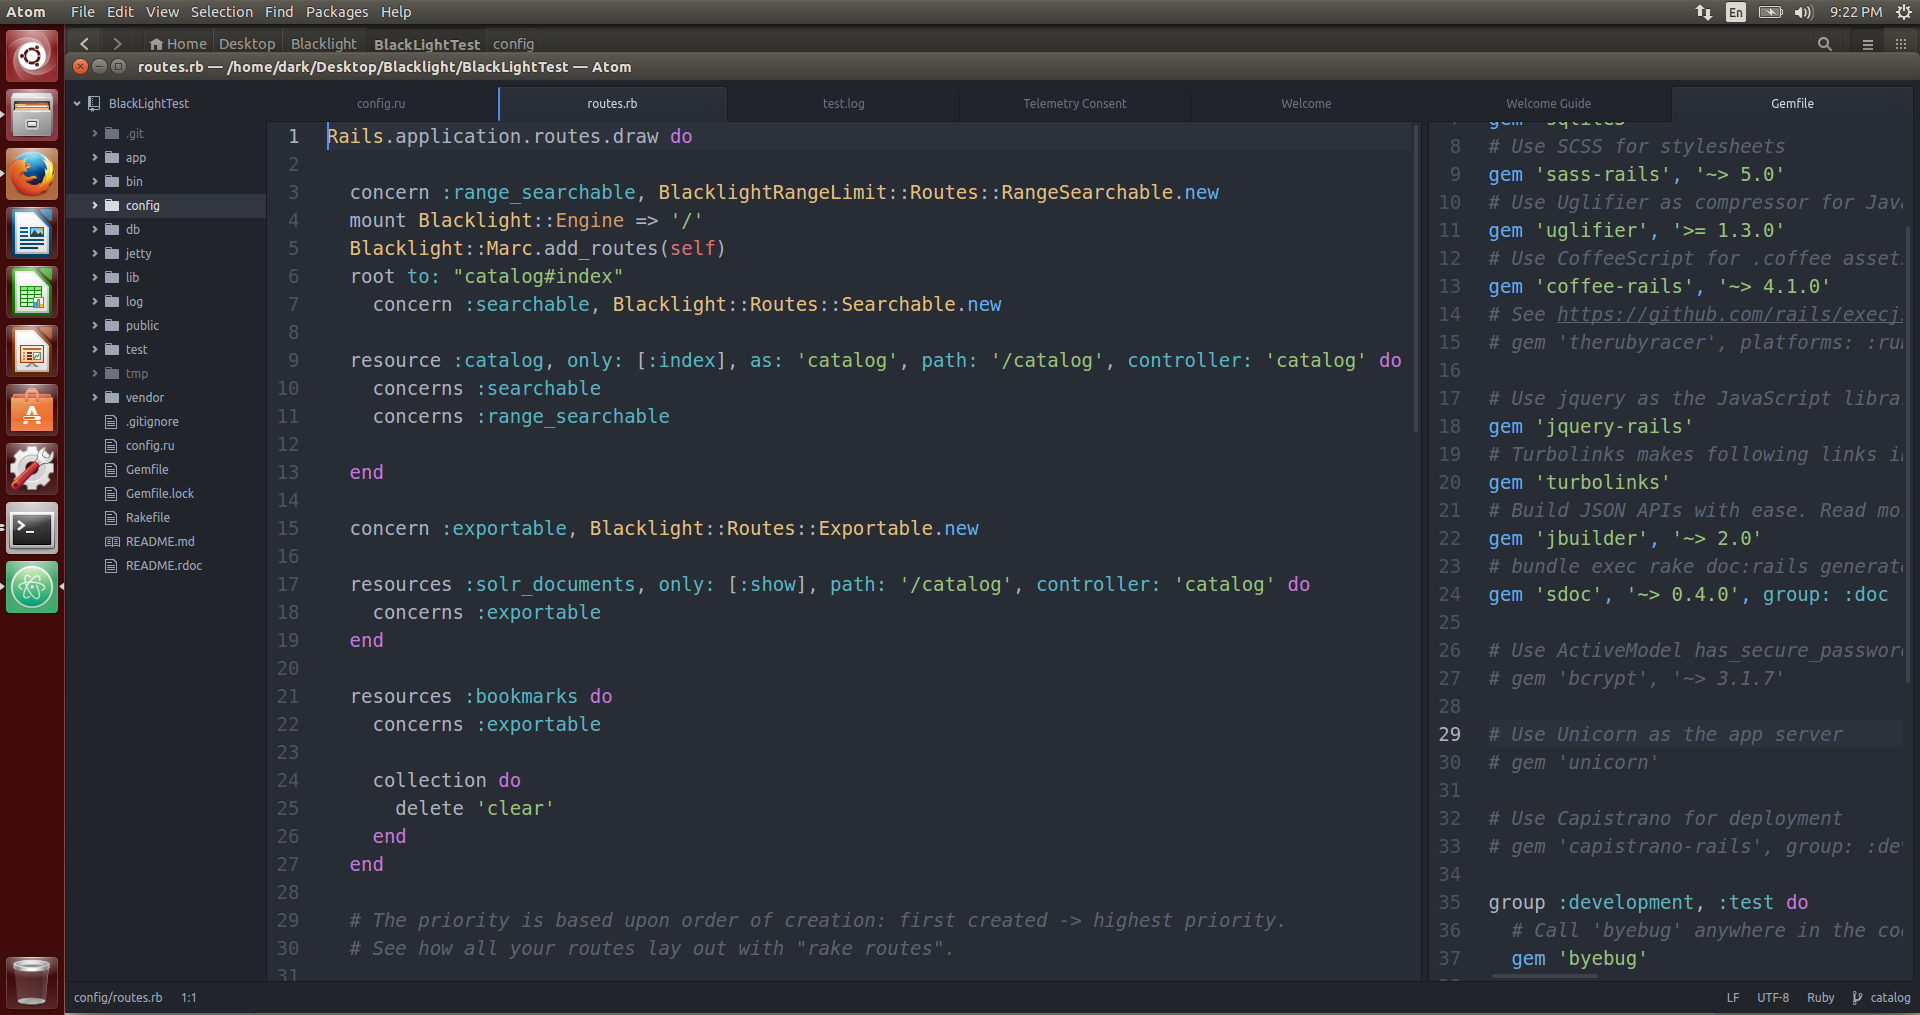 Atom File Edit View Selection Find Packages Help En 9:22 PM
Home Desktop Blacklight BlackLightTest config
routes.rb — /home/dark/Desktop/Blacklight/BlackLightTest — Atom
BlackLightTest
.git
app
bin
config
db
jetty
lib
log
public
test
tmp
vendor
.gitignore
config.ru
Gemfile
Gemfile.lock
Rakefile
README.md
README.rdoc
config.ru routes.rb test.log Telemetry Consent Welcome Welcome Guide Gemfile
1 Rails.application.routes.draw do
2
3 concern :range_searchable, BlacklightRangeLimit::Routes::RangeSearchable.new
4 mount Blacklight::Engine => '/'
5 Blacklight::Marc.add_routes(self)
6 root to: "catalog#index"
7 concern :searchable, Blacklight::Routes::Searchable.new
8
9 resource :catalog, only: [:index], as: 'catalog', path: '/catalog', controller: 'catalog' do
10 concerns :searchable
11 concerns :range_searchable
12
13 end
14
15 concern :exportable, Blacklight::Routes::Exportable.new
16
17 resources :solr_documents, only: [:show], path: '/catalog', controller: 'catalog' do
18 concerns :exportable
19 end
20
21 resources :bookmarks do
22 concerns :exportable
23
24 collection do
25 delete 'clear'
26 end
27 end
28
29 # The priority is based upon order of creation: first created -> highest priority.
30 # See how all your routes lay out with "rake routes".
31
8 # Use SCSS for stylesheets
9 gem 'sass-rails', '~> 5.0'
10 # Use Uglifier as compressor for Java
11 gem 'uglifier', '>= 1.3.0'
12 # Use CoffeeScript for .coffee asset
13 gem 'coffee-rails', '~> 4.1.0'
14 # See https://github.com/rails/execj
15 # gem 'therubyracer', platforms: :ru
16
17 # Use jquery as the JavaScript libra
18 gem 'jquery-rails'
19 # Turbolinks makes following links i
20 gem 'turbolinks'
21 # Build JSON APIs with ease. Read mo
22 gem 'jbuilder', '~> 2.0'
23 # bundle exec rake doc:rails generat
24 gem 'sdoc', '~> 0.4.0', group: :doc
25
26 # Use ActiveModel has_secure_passwor
27 # gem 'bcrypt', '~> 3.1.7'
28
29 # Use Unicorn as the app server
30 # gem 'unicorn'
31
32 # Use Capistrano for deployment
33 # gem 'capistrano-rails', group: :de
34
35 group :development, :test do
36 # Call 'byebug' anywhere in the co
37 gem 'byebug'
config/routes.rb 1:1 LF UTF-8 Ruby catalog